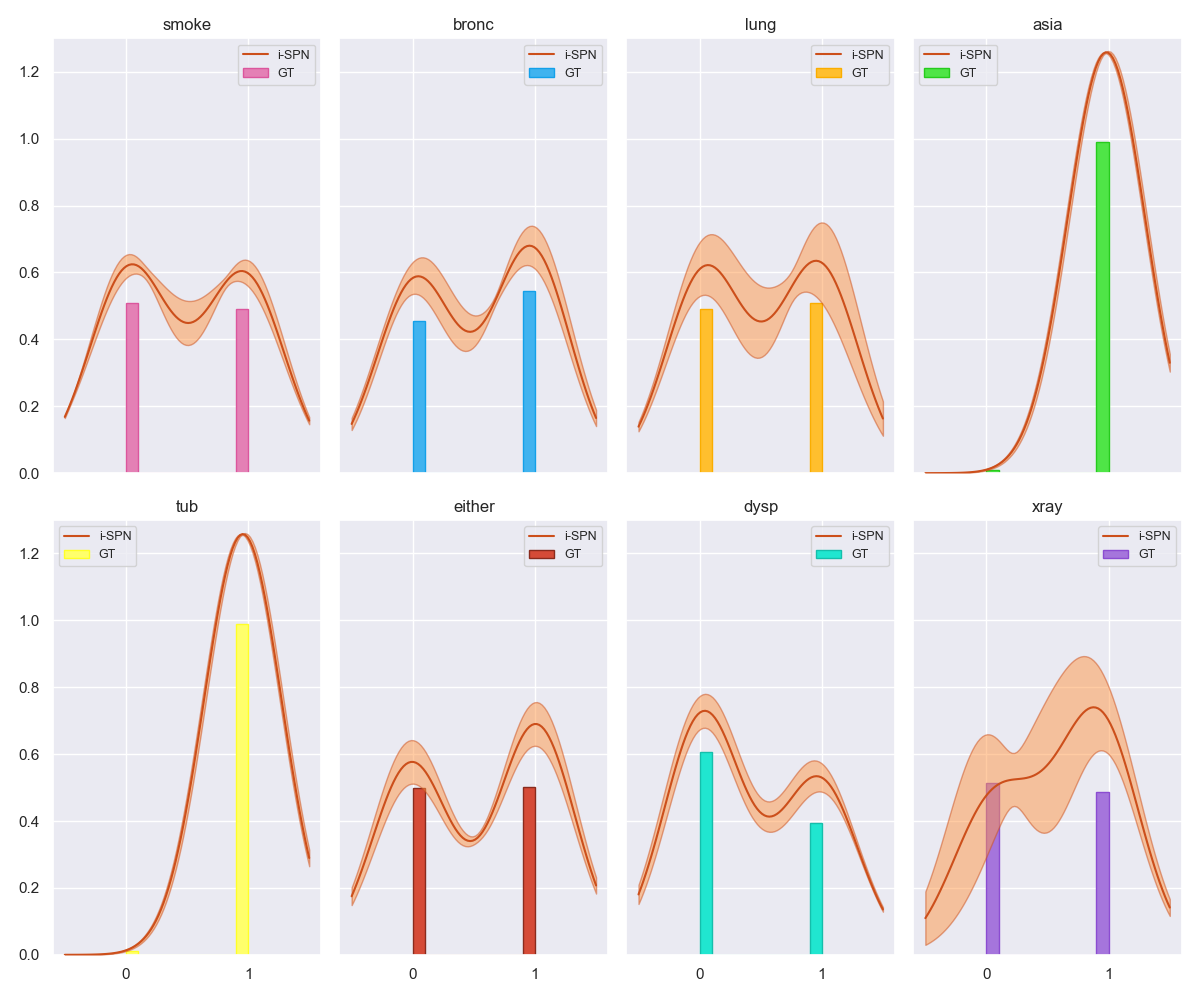 smoke
bronc
lung
asia
i-SPN
GT
i-SPN
GT
i-SPN
GT
i-SPN
GT
1.2
1.0
0.8
0.6
0.4
0.2
0.0
tub
either
dysp
xray
i-SPN
GT
i-SPN
GT
i-SPN
GT
i-SPN
GT
1.2
1.0
0.8
0.6
0.4
0.2
0.0
0 1
0 1
0 1
0 1